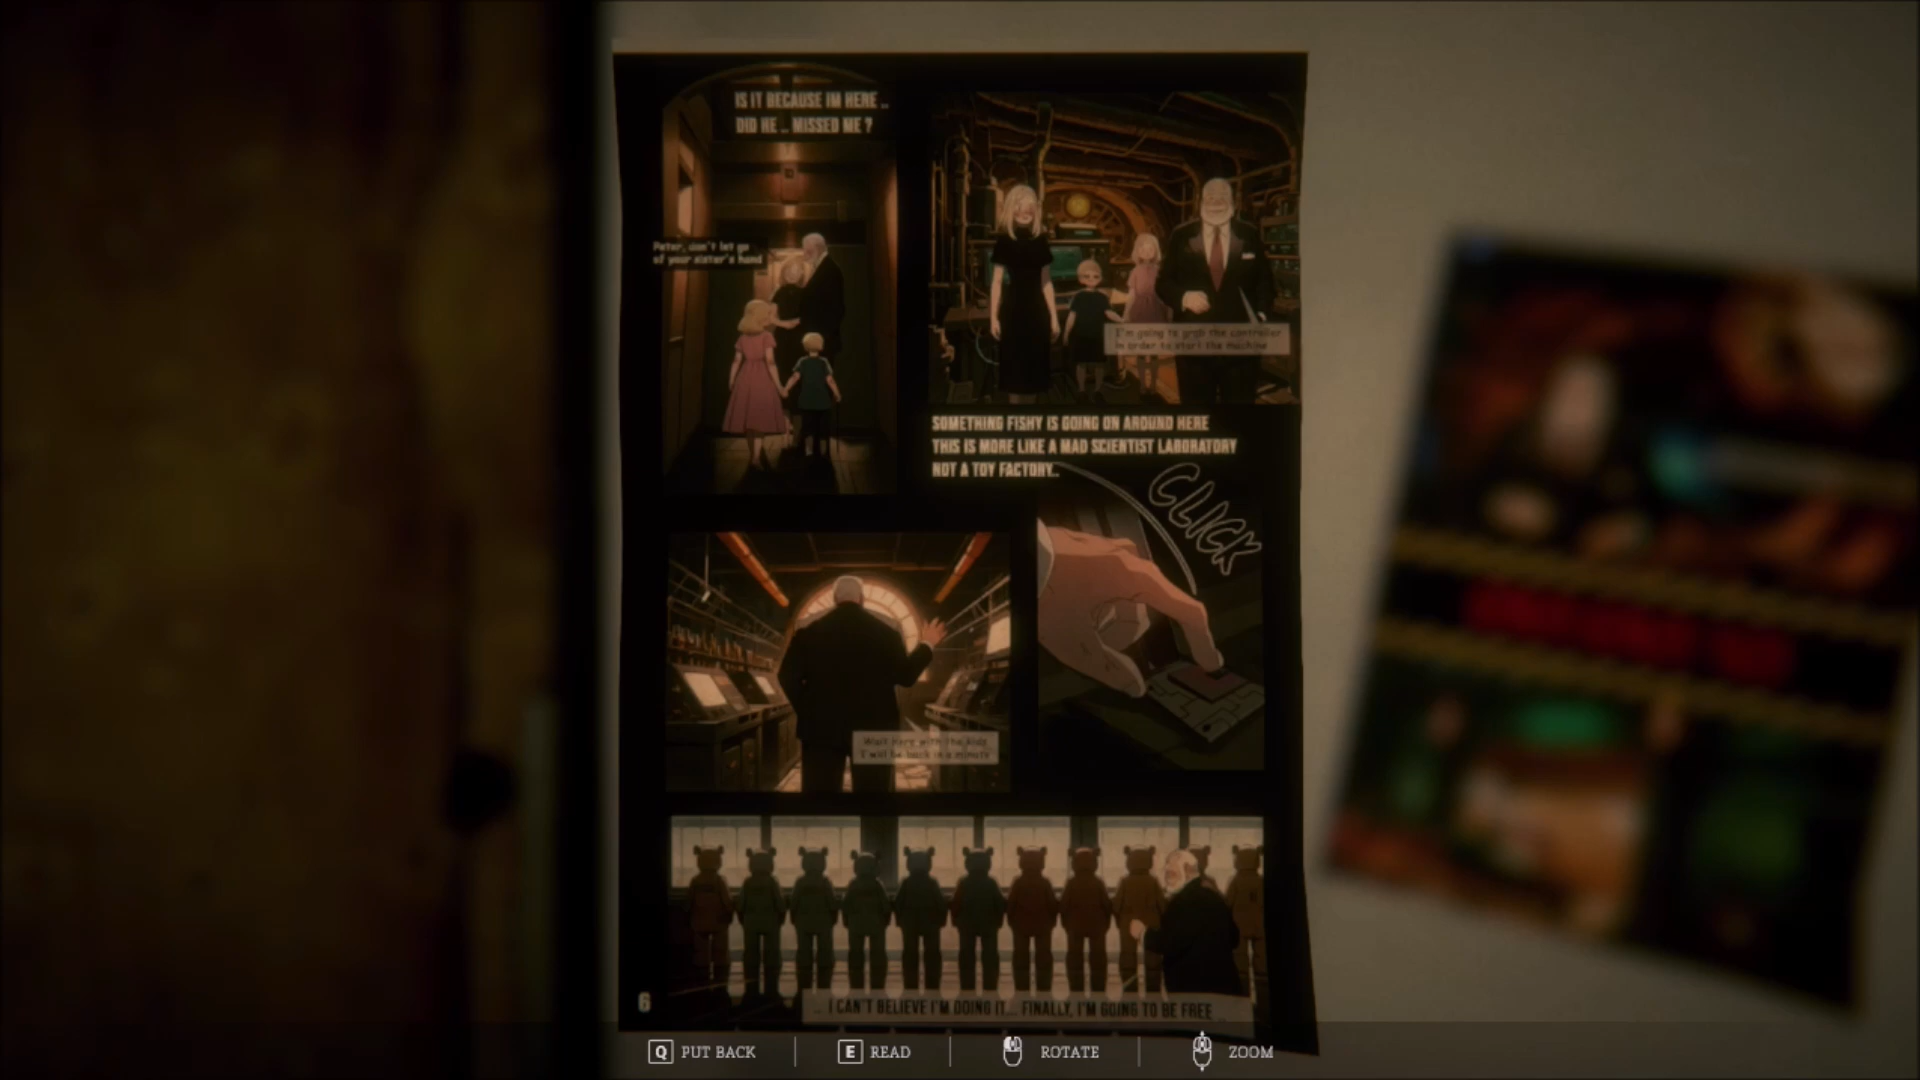 IS IT BECAUSE IM HERE ..
DID HE .. MISSED ME ?
Peter, don't let go
of your sister's hand
I'm going to grab the controller
in order to start the machine
SOMETHING FISHY IS GOING ON AROUND HERE
THIS IS MORE LIKE A MAD SCIENTIST LABORATORY
NOT A TOY FACTORY..
CLICK
Wait here with the kids
I will be back in a minute
.. I CAN'T BELIEVE I'M DOING IT... FINALLY, I'M GOING TO BE FREE ..
6
Q PUT BACK
E READ
ROTATE
ZOOM